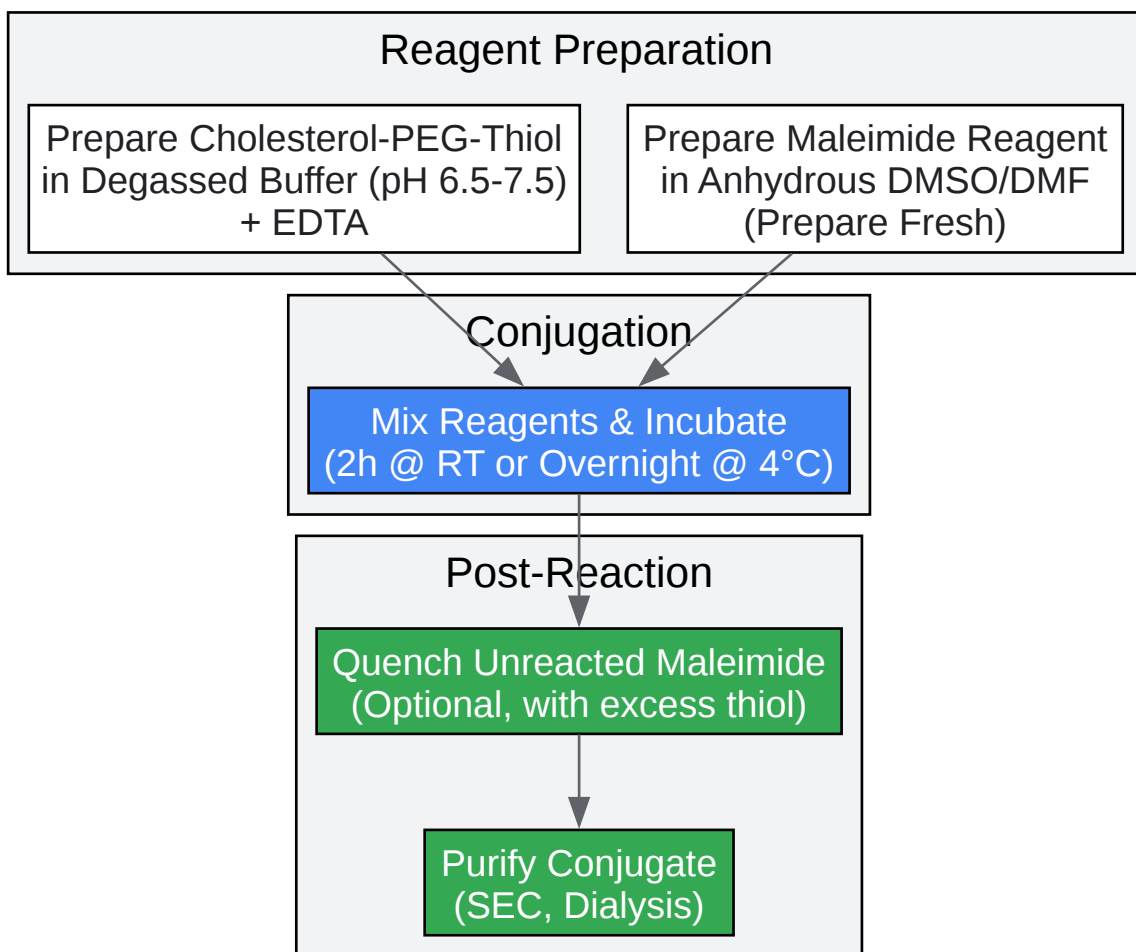 Reagent Preparation
Prepare Cholesterol-PEG-Thiol
in Degassed Buffer (pH 6.5-7.5)
+ EDTA
Prepare Maleimide Reagent
in Anhydrous DMSO/DMF
(Prepare Fresh)
Conjugation
Mix Reagents & Incubate
(2h @ RT or Overnight @ 4°C)
Post-Reaction
Quench Unreacted Maleimide
(Optional, with excess thiol)
Purify Conjugate
(SEC, Dialysis)